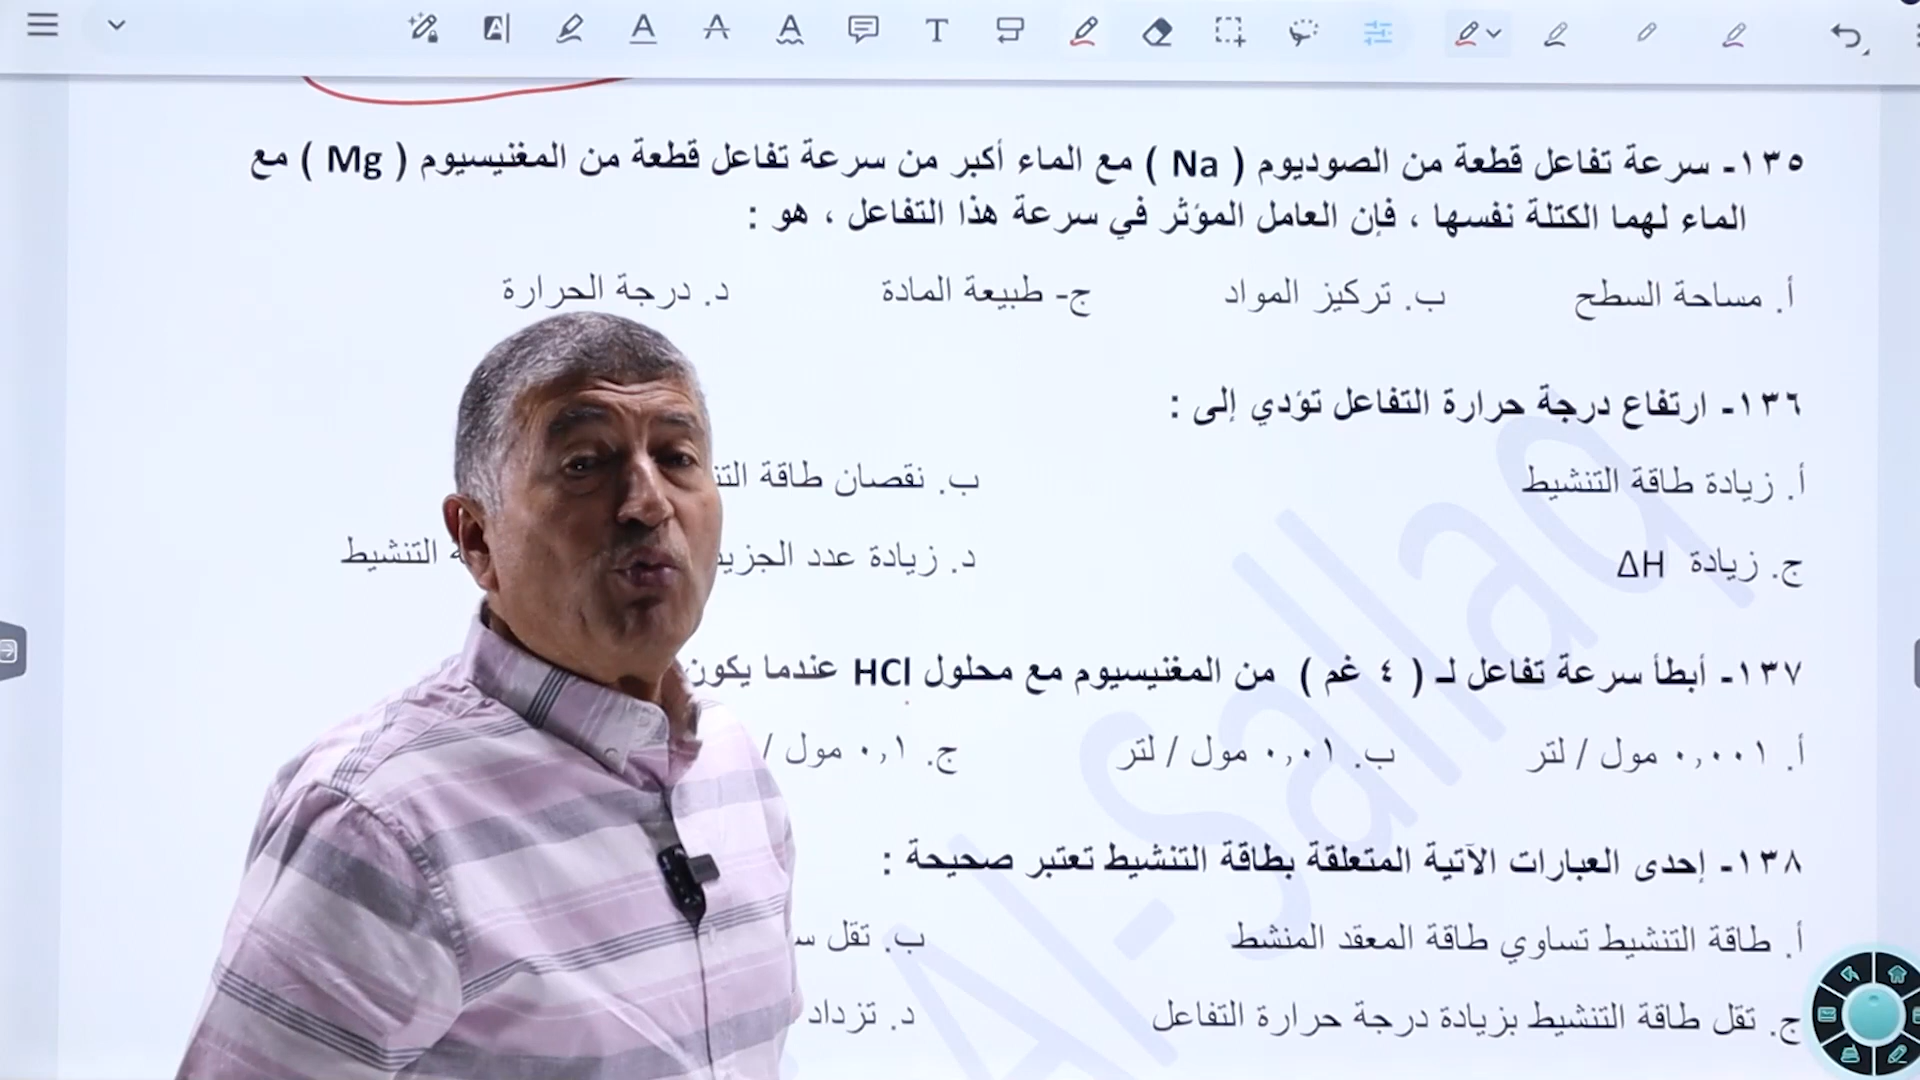 ١٣٥- سرعة تفاعل قطعة من الصوديوم ( Na ) مع الماء أكبر من سرعة تفاعل قطعة من المغنيسيوم ( Mg ) مع
الماء لهما الكتلة نفسها ، فإن العامل المؤثر في سرعة هذا التفاعل ، هو :
أ. مساحة السطح ب. تركيز المواد ج- طبيعة المادة د. درجة الحرارة
١٣٦- ارتفاع درجة حرارة التفاعل تؤدي إلى :
أ. زيادة طاقة التنشيط ب. نقصان طاقة
ج. زيادة ΔH د. زيادة عدد التنشيط
١٣٧- أبطأ سرعة تفاعل لـ ( ٤ غم ) من المغنيسيوم مع محلول HCl عندما يكون
أ. ٠,٠٠١ مول / لتر ب. ٠,٠١ مول / لتر ج. ٠,١ مول /
١٣٨- إحدى العبارات الآتية المتعلقة بطاقة التنشيط تعتبر صحيحة :
أ. طاقة التنشيط تساوي طاقة المعقد المنشط ب. تقل
ج. تقل طاقة التنشيط بزيادة درجة حرارة التفاعل د. تزداد
Al-Sallaq